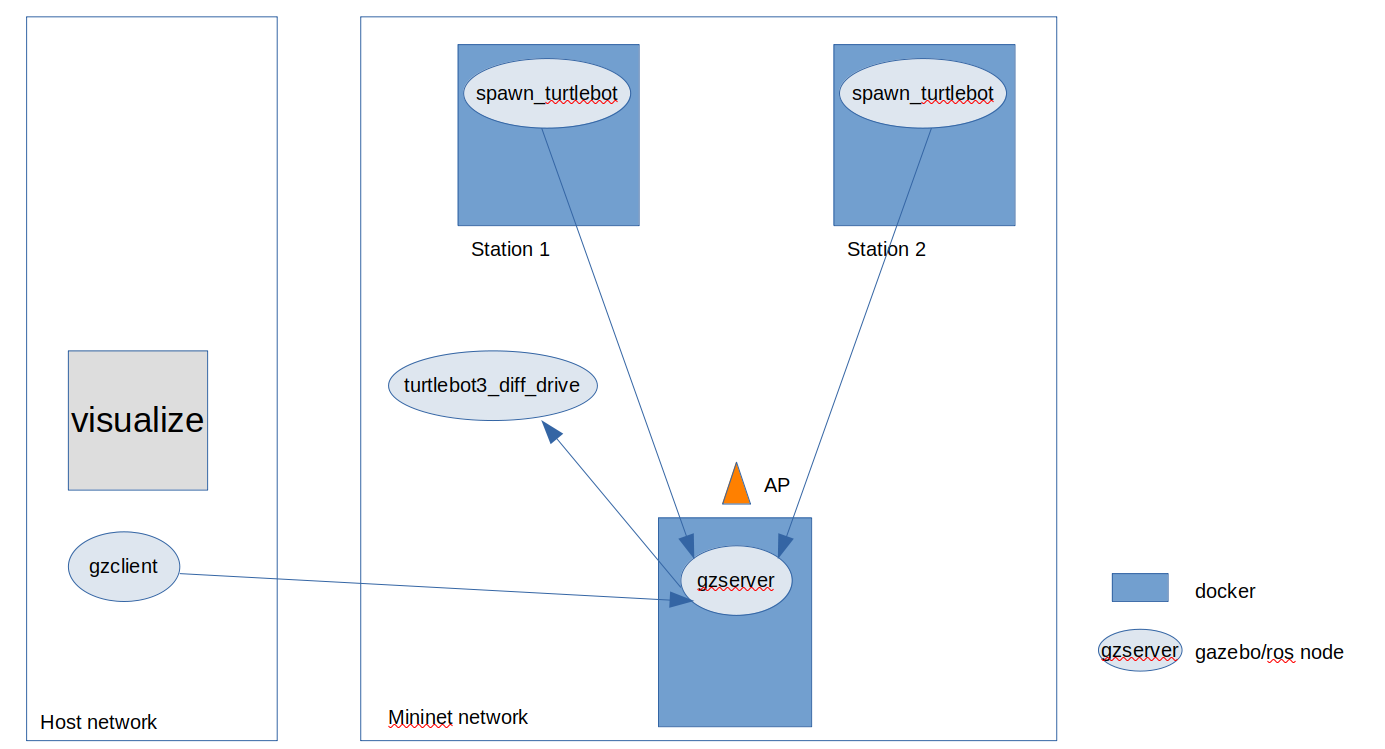 spawn_turtlebot
spawn_turtlebot
Station 1
Station 2
turtlebot3_diff_drive
visualize
AP
gzclient
gzserver
docker
gzserver
gazebo/ros node
Host network
Mininet network